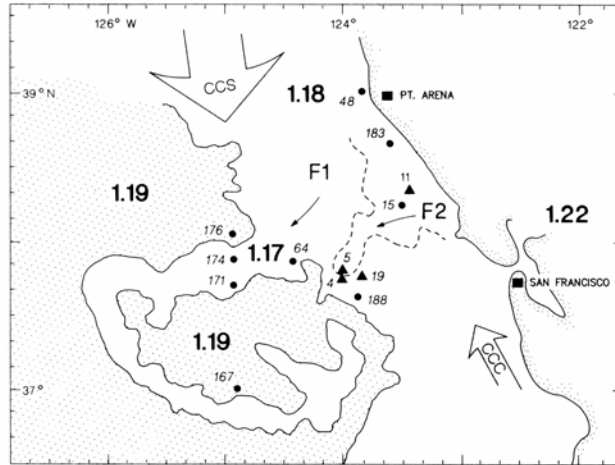 126° W
124°
122°
CCS
39° N
1.18
48
PT. ARENA
183
1.19
11
F1
15
F2
1.22
176
1.17
64
174
5
4
19
171
188
SAN FRANCISCO
1.19
CCC
37°
167